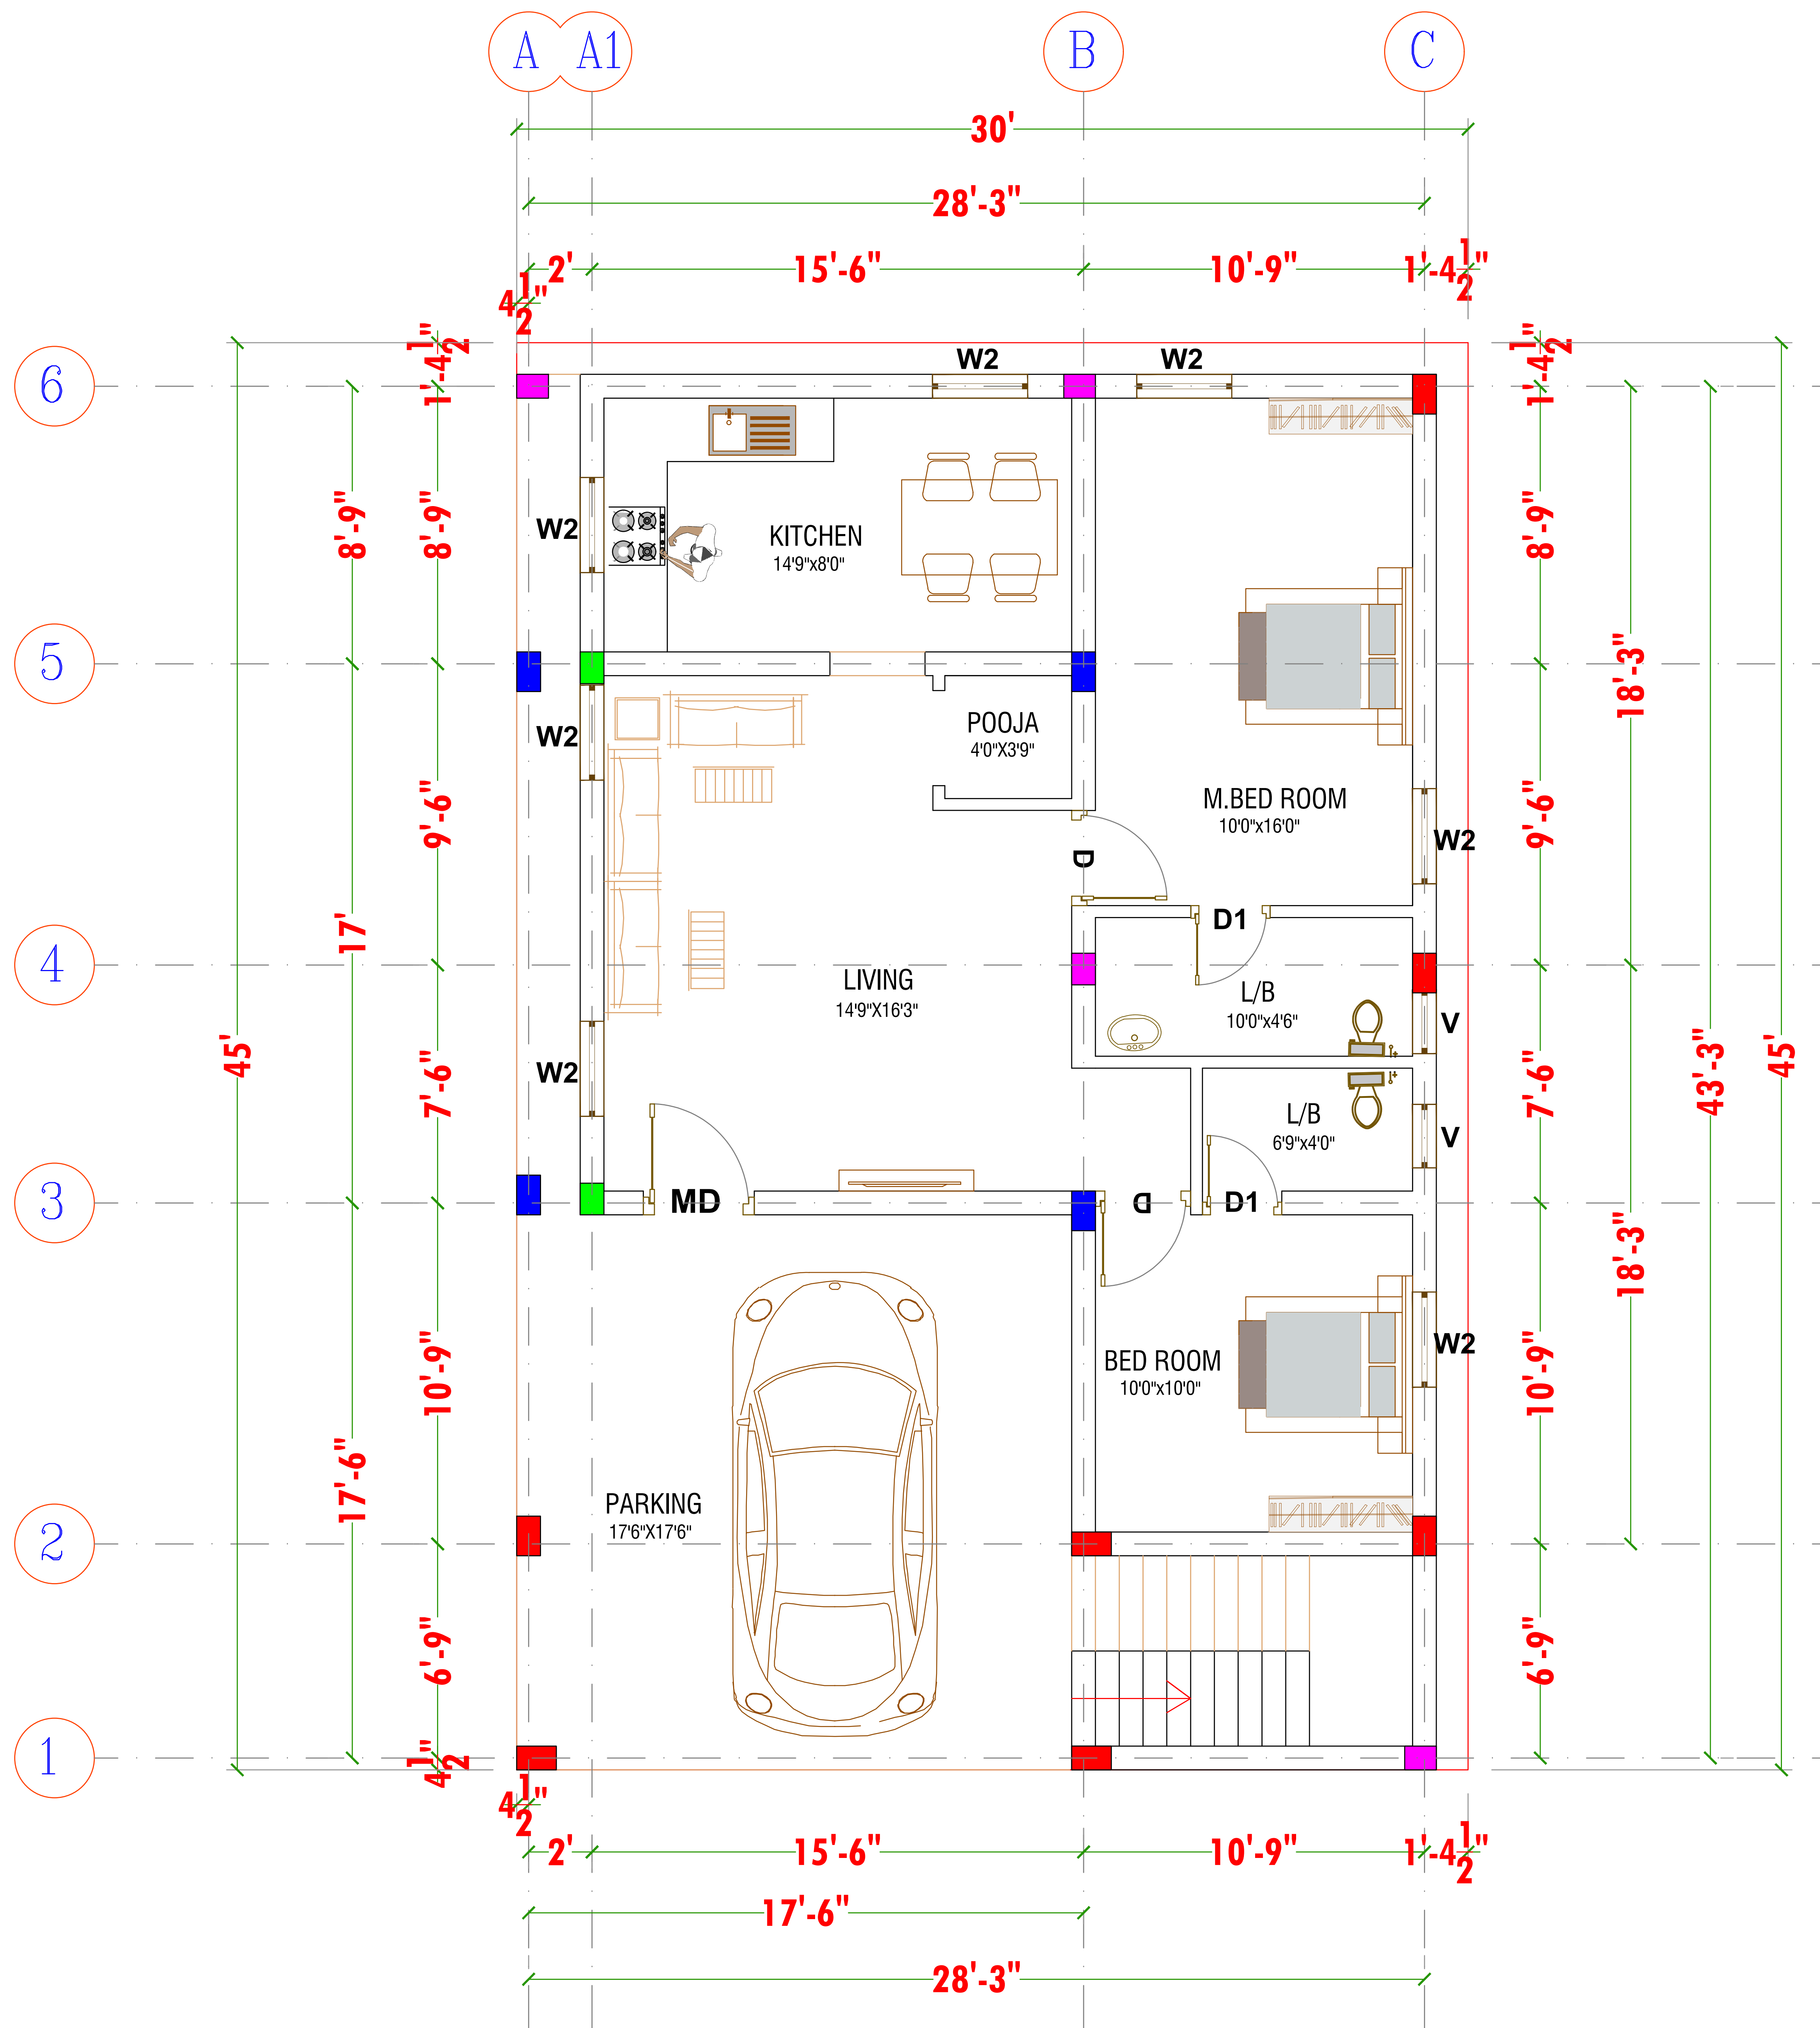 A A1 B C
30'
28'-3"
2' 15'-6" 10'-9" 1'-4 1/2"
4 1/2"
6
5
4
3
2
1
45'
8'-9"
17'
17'-6"
1'-4 1/2"
8'-9"
9'-6"
7'-6"
10'-9"
6'-9"
4 1/2"
W2 W2
W2
KITCHEN
14'9"x8'0"
W2
POOJA
4'0"X3'9"
M.BED ROOM
10'0"x16'0"
W2
D
D1
LIVING
14'9"X16'3"
L/B
10'0"x4'6"
V
W2
L/B
6'9"x4'0"
V
MD D D1
BED ROOM
10'0"x10'0"
W2
PARKING
17'6"X17'6"
1'-4 1/2"
8'-9"
9'-6"
7'-6"
10'-9"
6'-9"
18'-3"
18'-3"
43'-3"
45'
4 1/2"
2' 15'-6" 10'-9" 1'-4 1/2"
17'-6"
28'-3"